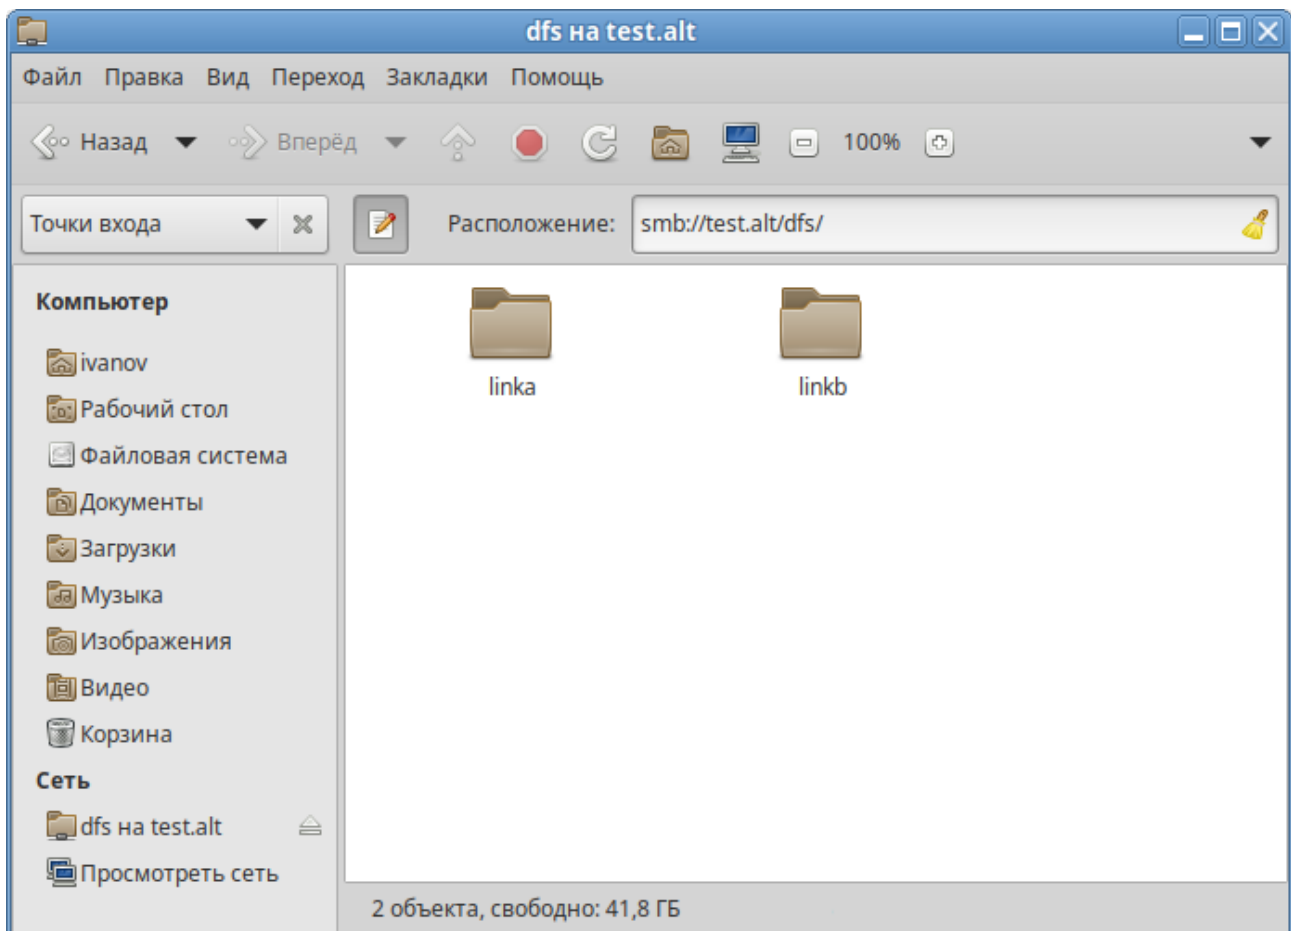 dfs на test.alt
Файл Правка Вид Переход Закладки Помощь
Назад Вперёд 100%
Точки входа Расположение: smb://test.alt/dfs/
Компьютер
ivanov
Рабочий стол
Файловая система
Документы
Загрузки
Музыка
Изображения
Видео
Корзина
Сеть
dfs на test.alt
Просмотреть сеть
linka linkb
2 объекта, свободно: 41,8 ГБ